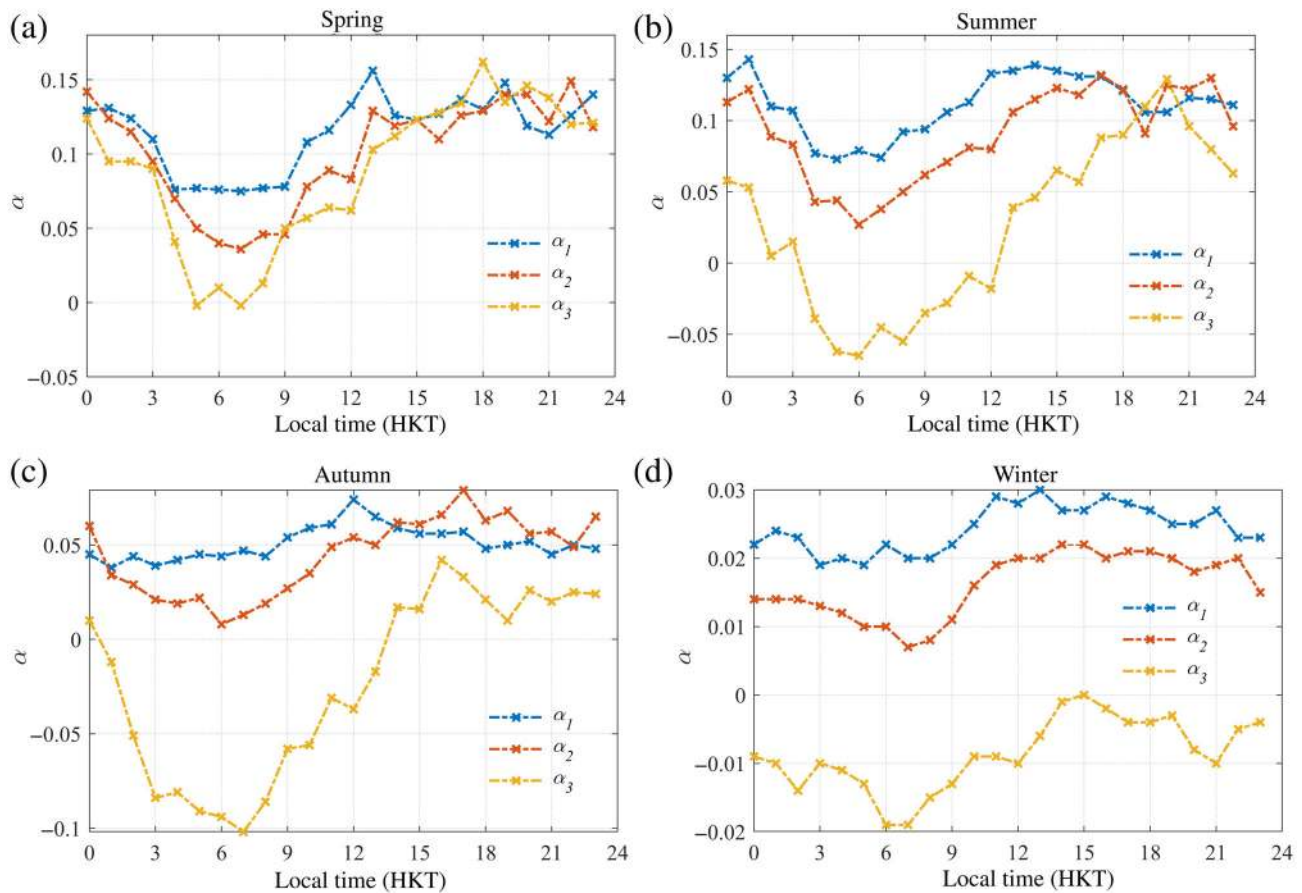 (a)
Spring
α
0.15
0.1
0.05
0
−0.05
α1
α2
α3
0 3 6 9 12 15 18 21 24
Local time (HKT)
(b)
Summer
α
0.15
0.1
0.05
0
−0.05
α1
α2
α3
0 3 6 9 12 15 18 21 24
Local time (HKT)
(c)
Autumn
α
0.05
0
−0.05
−0.1
α1
α2
α3
0 3 6 9 12 15 18 21 24
Local time (HKT)
(d)
Winter
α
0.03
0.02
0.01
0
−0.01
−0.02
α1
α2
α3
0 3 6 9 12 15 18 21 24
Local time (HKT)